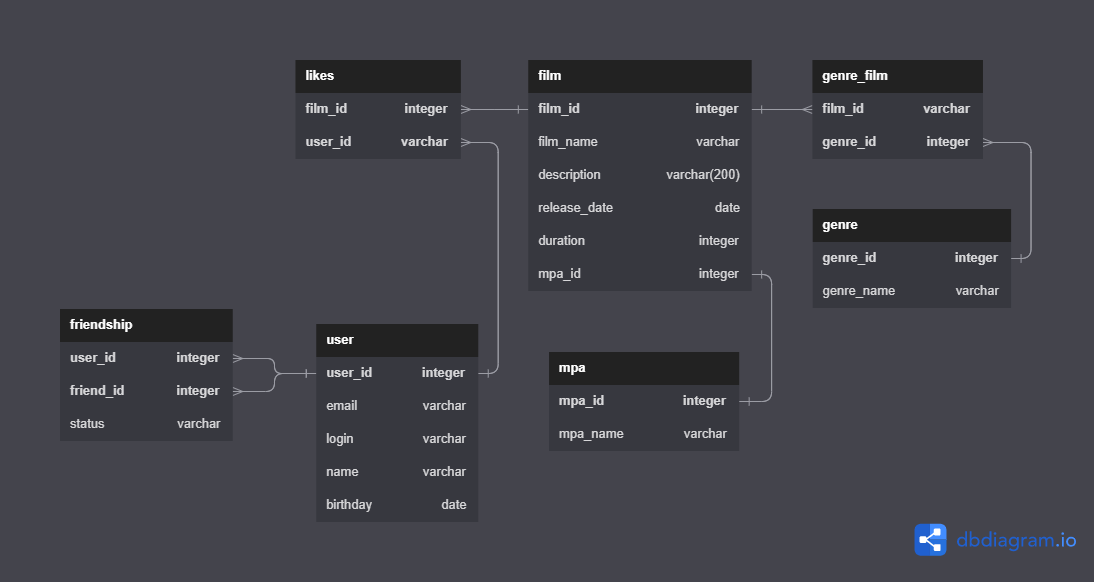 likes
film_id integer
user_id varchar
film
film_id integer
film_name varchar
description varchar(200)
release_date date
duration integer
mpa_id integer
genre_film
film_id varchar
genre_id integer
genre
genre_id integer
genre_name varchar
friendship
user_id integer
friend_id integer
status varchar
user
user_id integer
email varchar
login varchar
name varchar
birthday date
mpa
mpa_id integer
mpa_name varchar
dbdiagram.io